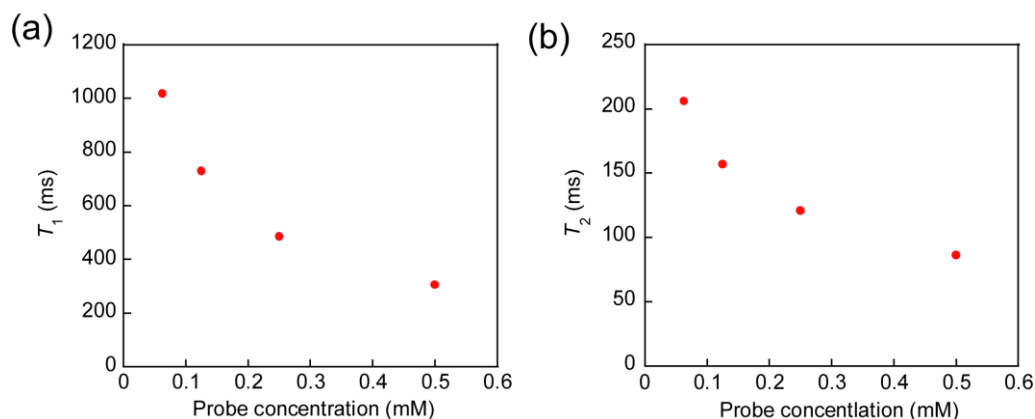 (a)
1200
1000
800
600
400
200
0
T1 (ms)
0 0.1 0.2 0.3 0.4 0.5 0.6
Probe concentration (mM)
(b)
250
200
150
100
50
0
T2 (ms)
0 0.1 0.2 0.3 0.4 0.5 0.6
Probe concentlation (mM)